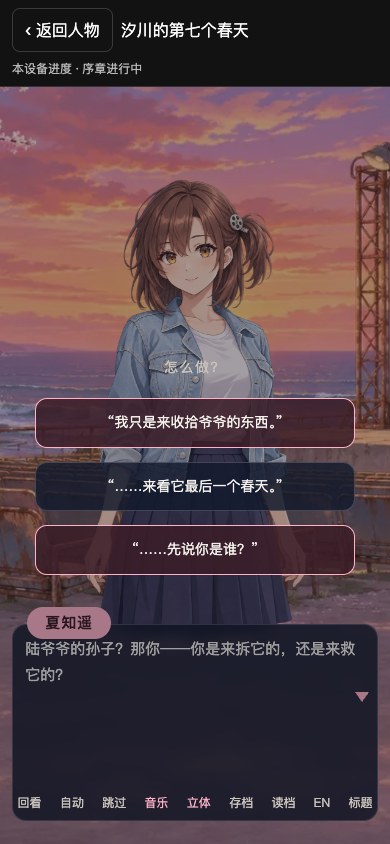 ‹ 返回人物 汐川的第七个春天
本设备进度 · 序章进行中
怎么做？
“我只是来收拾爷爷的东西。”
“……来看它最后一个春天。”
“……先说你是谁？”
夏知遥
陆爷爷的孙子？那你——你是来拆它的，还是来救
它的？
回看 自动 跳过 音乐 立体 存档 读档 EN 标题